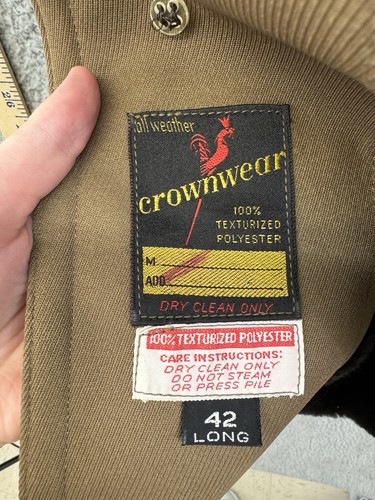 all weather
crownwear
100%
TEXTURIZED
POLYESTER
M
ADD.
DRY CLEAN ONLY
100% TEXTURIZED POLYESTER
CARE INSTRUCTIONS:
DRY CLEAN ONLY
DO NOT STEAM
OR PRESS PILE
42
LONG
26